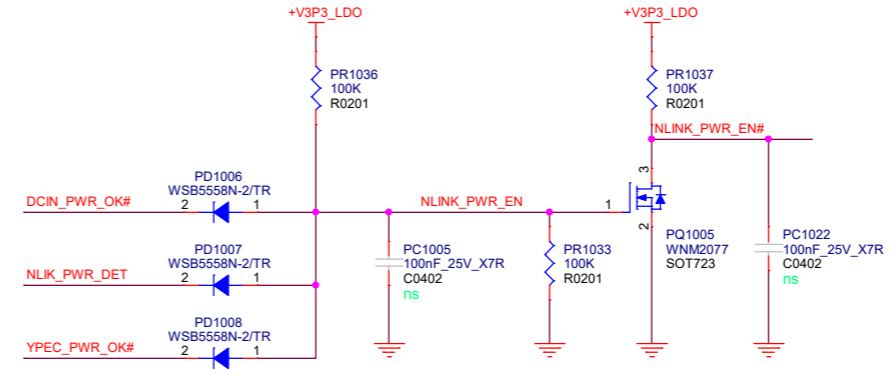 +V3P3_LDO
+V3P3_LDO
PR1036
100K
R0201
PR1037
100K
R0201
NLINK_PWR_EN#
PD1006
WSB5558N-2/TR
DCIN_PWR_OK#
2
1
NLINK_PWR_EN
1
3
2
PQ1005
WNM2077
SOT723
PD1007
WSB5558N-2/TR
NLIK_PWR_DET
2
1
PC1005
100nF_25V_X7R
C0402
ns
PR1033
100K
R0201
PC1022
100nF_25V_X7R
C0402
ns
PD1008
WSB5558N-2/TR
YPEC_PWR_OK#
2
1